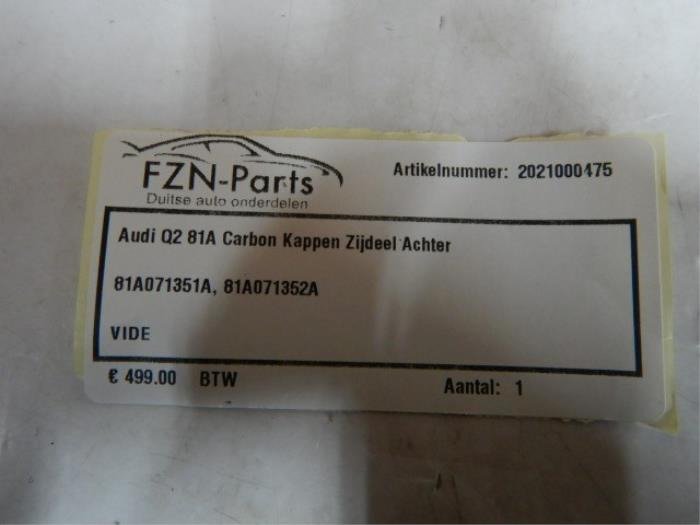 FZN-Parts
Duitse auto onderdelen
Artikelnummer: 2021000475
Audi Q2 81A Carbon Kappen Zijdeel Achter
81A071351A, 81A071352A
VIDE
€ 499.00 BTW Aantal: 1